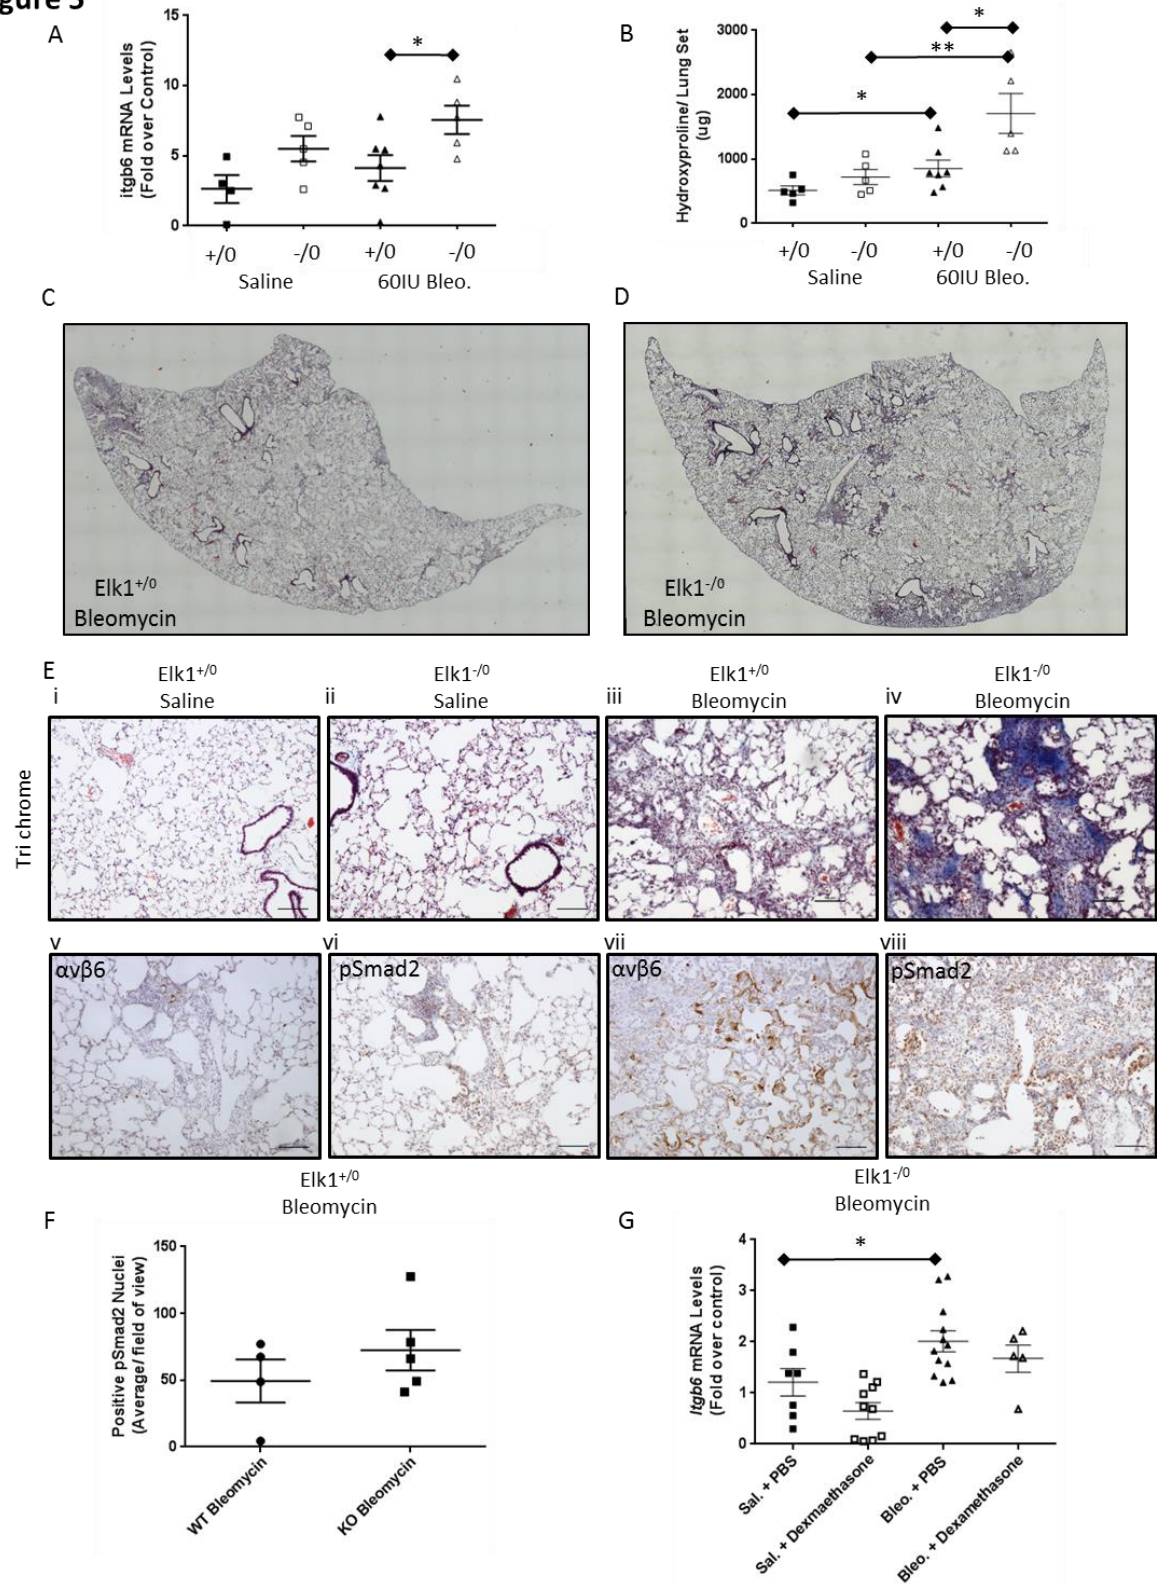 A
itgb6 mRNA Levels
(Fold over Control)
15
10
5
0
*
+/0
-/0
+/0
-/0
Saline
60IU Bleo.
B
Hydroxyproline/ Lung Set
(ug)
3000
2000
1000
0
*
**
*
+/0
-/0
+/0
-/0
Saline
60IU Bleo.
C
Elk1+/0
Bleomycin
D
Elk1-/0
Bleomycin
E
Tri chrome
i
Elk1+/0
Saline
ii
Elk1-/0
Saline
iii
Elk1+/0
Bleomycin
iv
Elk1-/0
Bleomycin
v
αvβ6
vi
pSmad2
vii
αvβ6
viii
pSmad2
Elk1+/0
Bleomycin
Elk1-/0
Bleomycin
F
Positive pSmad2 Nuclei
(Average/ field of view)
150
100
50
0
WT Bleomycin
KO Bleomycin
G
Itgb6 mRNA Levels
(Fold over control)
4
3
2
1
0
*
Sal. + PBS
Sal. + Dexmaethasone
Bleo. + PBS
Bleo. + Dexamethasone